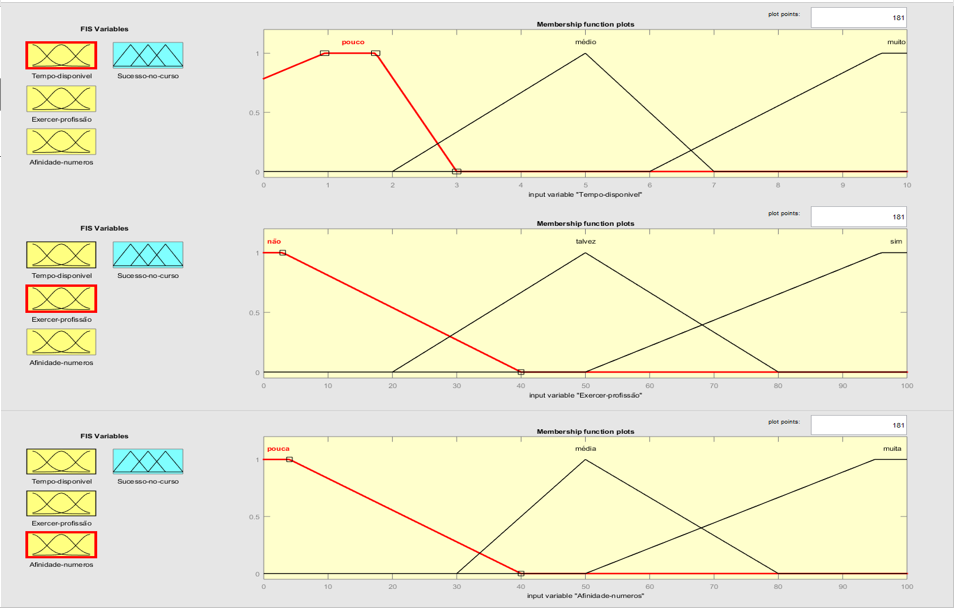 plot points: 181
FIS Variables
Membership function plots
Tempo-disponivel
Sucesso-no-curso
Exercer-profissão
Afinidade-numeros
pouco
médio
muito
1
0.5
0
0 1 2 3 4 5 6 7 8 9 10
input variable "Tempo-disponivel"
plot points: 181
FIS Variables
Membership function plots
Tempo-disponivel
Sucesso-no-curso
Exercer-profissão
Afinidade-numeros
não
talvez
sim
1
0.5
0
0 10 20 30 40 50 60 70 80 90 100
input variable "Exercer-profissão"
plot points: 181
FIS Variables
Membership function plots
Tempo-disponivel
Sucesso-no-curso
Exercer-profissão
Afinidade-numeros
pouca
média
muita
1
0.5
0
0 10 20 30 40 50 60 70 80 90 100
input variable "Afinidade-numeros"